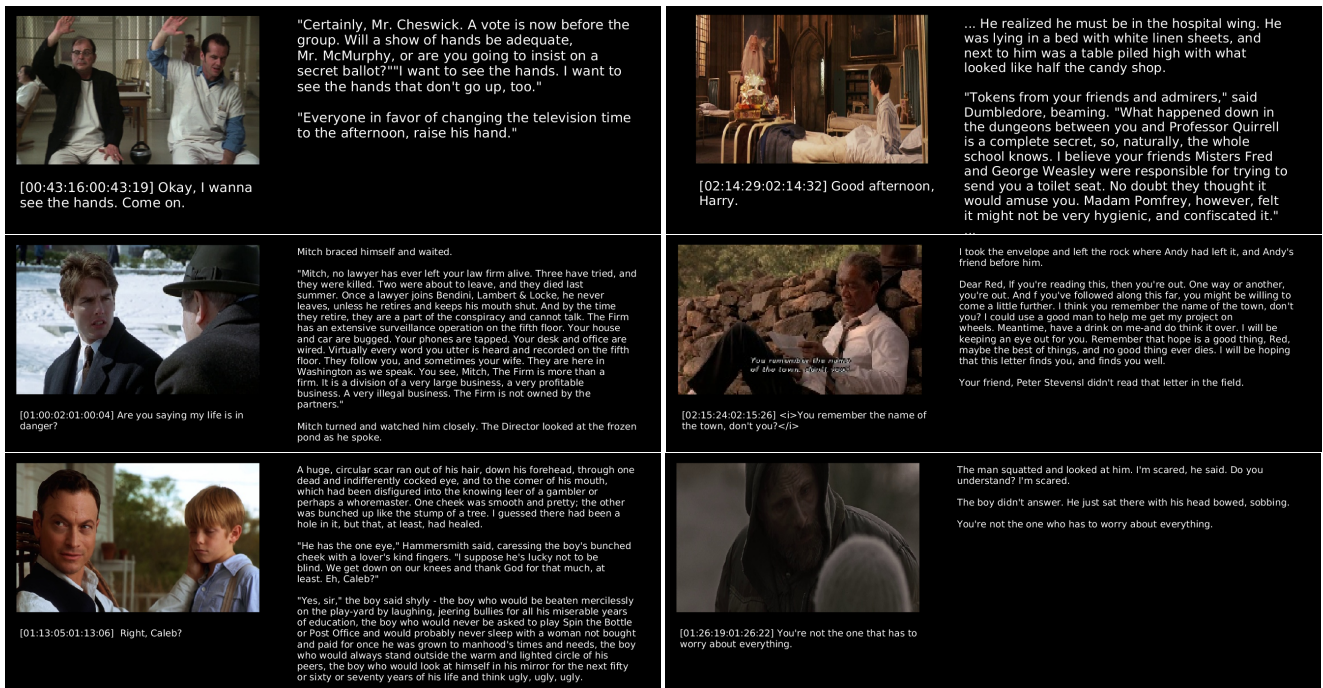 "Certainly, Mr. Cheswick. A vote is now before the
group. Will a show of hands be adequate,
Mr. McMurphy, or are you going to insist on a
secret ballot?""I want to see the hands. I want to
see the hands that don't go up, too."
"Everyone in favor of changing the television time
to the afternoon, raise his hand."
[00:43:16:00:43:19] Okay, I wanna
see the hands. Come on.
... He realized he must be in the hospital wing. He
was lying in a bed with white linen sheets, and
next to him was a table piled high with what
looked like half the candy shop.
"Tokens from your friends and admirers," said
Dumbledore, beaming. "What happened down in
the dungeons between you and Professor Quirrell
is a complete secret, so, naturally, the whole
school knows. I believe your friends Misters Fred
and George Weasley were responsible for trying to
send you a toilet seat. No doubt they thought it
would amuse you. Madam Pomfrey, however, felt
it might not be very hygienic, and confiscated it."
...
[02:14:29:02:14:32] Good afternoon,
Harry.
Mitch braced himself and waited.
"Mitch, no lawyer has ever left your law firm alive. Three have tried, and
they were killed. Two were about to leave, and they died last
summer. Once a lawyer joins Bendini, Lambert & Locke, he never
leaves, unless he retires and keeps his mouth shut. And by the time
they retire, they are a part of the conspiracy and cannot talk. The Firm
has an extensive surveillance operation on the fifth floor. Your house
and car are bugged. Your phones are tapped. Your desk and office are
wired. Virtually every word you utter is heard and recorded on the fifth
floor. They follow you, and sometimes your wife. They are here in
Washington as we speak. You see, Mitch, The Firm is more than a
firm. It is a division of a very large business, a very profitable
business. A very illegal business. The Firm is not owned by the
partners."
Mitch turned and watched him closely. The Director looked at the frozen
pond as he spoke.
[01:00:02:01:00:04] Are you saying my life is in
danger?
I took the envelope and left the rock where Andy had left it, and Andy's
friend before him.
Dear Red, If you're reading this, then you're out. One way or another,
you're out. And f you've followed along this far, you might be willing to
come a little further. I think you remember the name of the town, don't
you? I could use a good man to help me get my project on
wheels. Meantime, have a drink on me-and do think it over. I will be
keeping an eye out for you. Remember that hope is a good thing, Red,
maybe the best of things, and no good thing ever dies. I will be hoping
that this letter finds you, and finds you well.
Your friend, Peter StevensI didn't read that letter in the field.
You remember the name
of the town, don't you?
[02:15:24:02:15:26] <i>You remember the name of
the town, don't you?</i>
A huge, circular scar ran out of his hair, down his forehead, through one
dead and indifferently cocked eye, and to the comer of his mouth,
which had been disfigured into the knowing leer of a gambler or
perhaps a whoremaster. One cheek was smooth and pretty; the other
was bunched up like the stump of a tree. I guessed there had been a
hole in it, but that, at least, had healed.
"He has the one eye," Hammersmith said, caressing the boy's bunched
cheek with a lover's kind fingers. "I suppose he's lucky not to be
blind. We get down on our knees and thank God for that much, at
least. Eh, Caleb?"
"Yes, sir," the boy said shyly - the boy who would be beaten mercilessly
on the play-yard by laughing, jeering bullies for all his miserable years
of education, the boy who would never be asked to play Spin the Bottle
or Post Office and would probably never sleep with a woman not bought
and paid for once he was grown to manhood's times and needs, the boy
who would always stand outside the warm and lighted circle of his
peers, the boy who would look at himself in his mirror for the next fifty
or sixty or seventy years of his life and think ugly, ugly, ugly.
[01:13:05:01:13:06] Right, Caleb?
The man squatted and looked at him. I'm scared, he said. Do you
understand? I'm scared.
The boy didn't answer. He just sat there with his head bowed, sobbing.
You're not the one who has to worry about everything.
[01:26:19:01:26:22] You're not the one that has to
worry about everything.